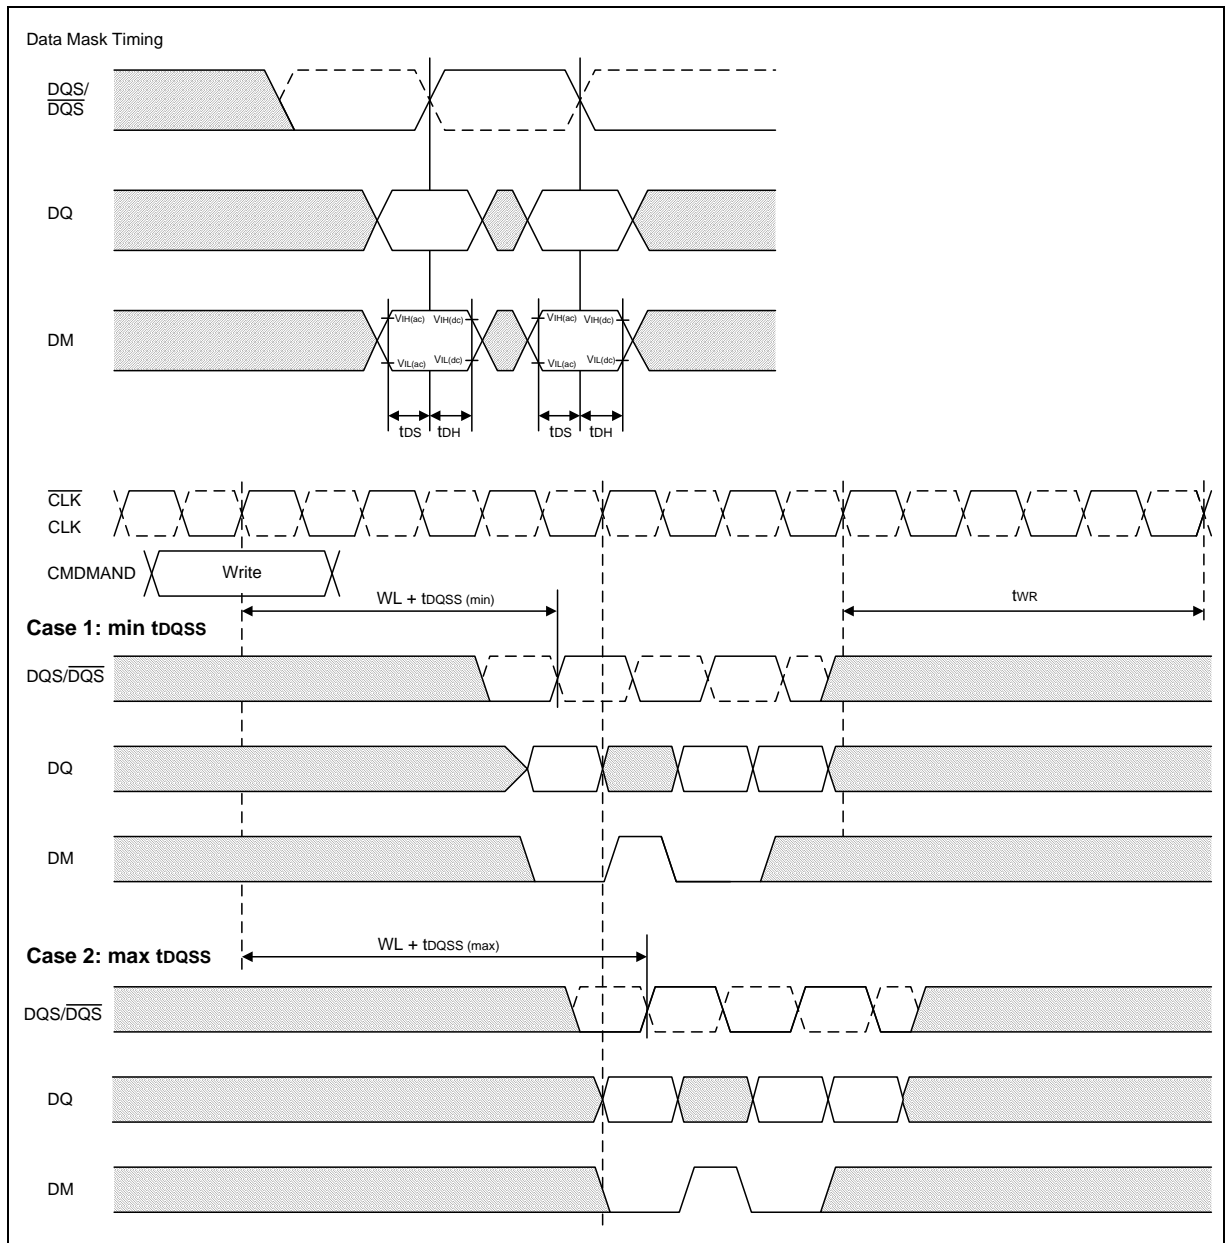 Data Mask Timing
DQS/
DQS
DQ
DM
VIH(ac) VIH(dc) VIH(ac) VIH(dc)
VIL(ac) VIL(dc) VIL(ac) VIL(dc)
tDS tDH tDS tDH
CLK
CLK
CMDMAND Write
WL + tDQSS (min) tWR
Case 1: min tDQSS
DQS/DQS
DQ
DM
WL + tDQSS (max)
Case 2: max tDQSS
DQS/DQS
DQ
DM